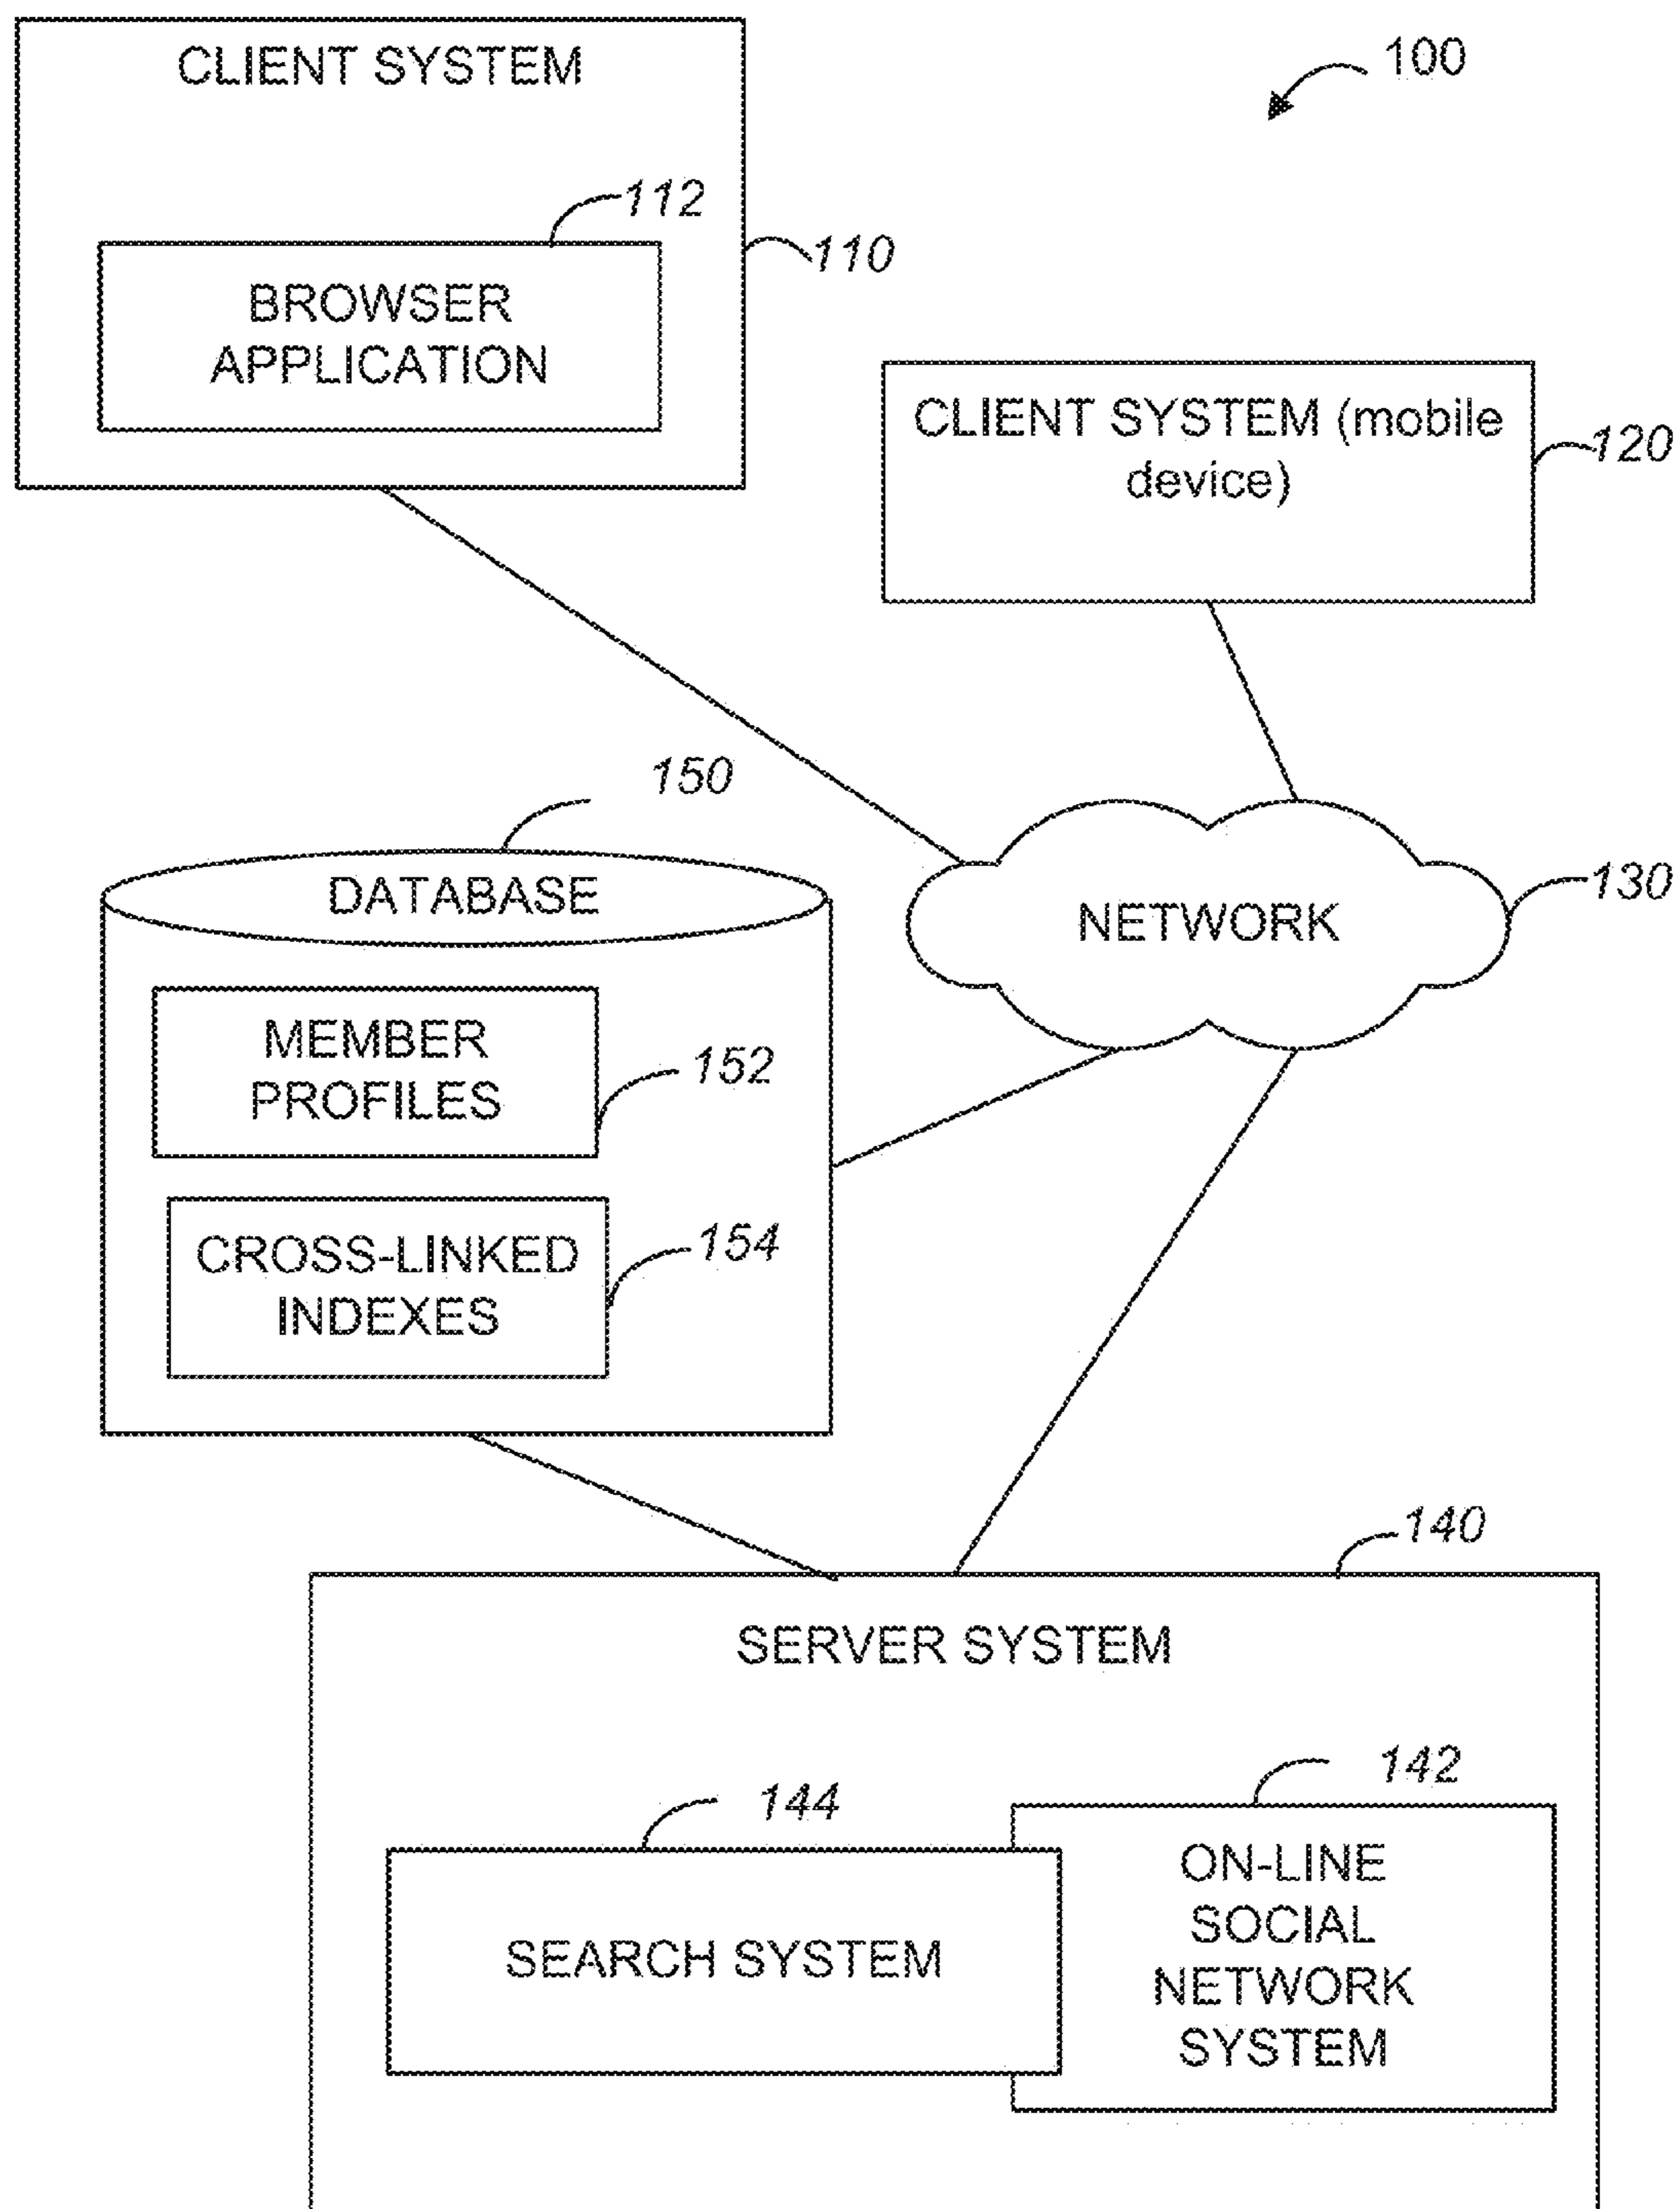 CLIENT SYSTEM
100
112
110
BROWSER
APPLICATION
CLIENT SYSTEM (mobile
device)
120
150
DATABASE
130
NETWORK
MEMBER
PROFILES
152
CROSS-LINKED
INDEXES
154
140
SERVER SYSTEM
142
144
ON-LINE
SOCIAL
NETWORK
SYSTEM
SEARCH SYSTEM